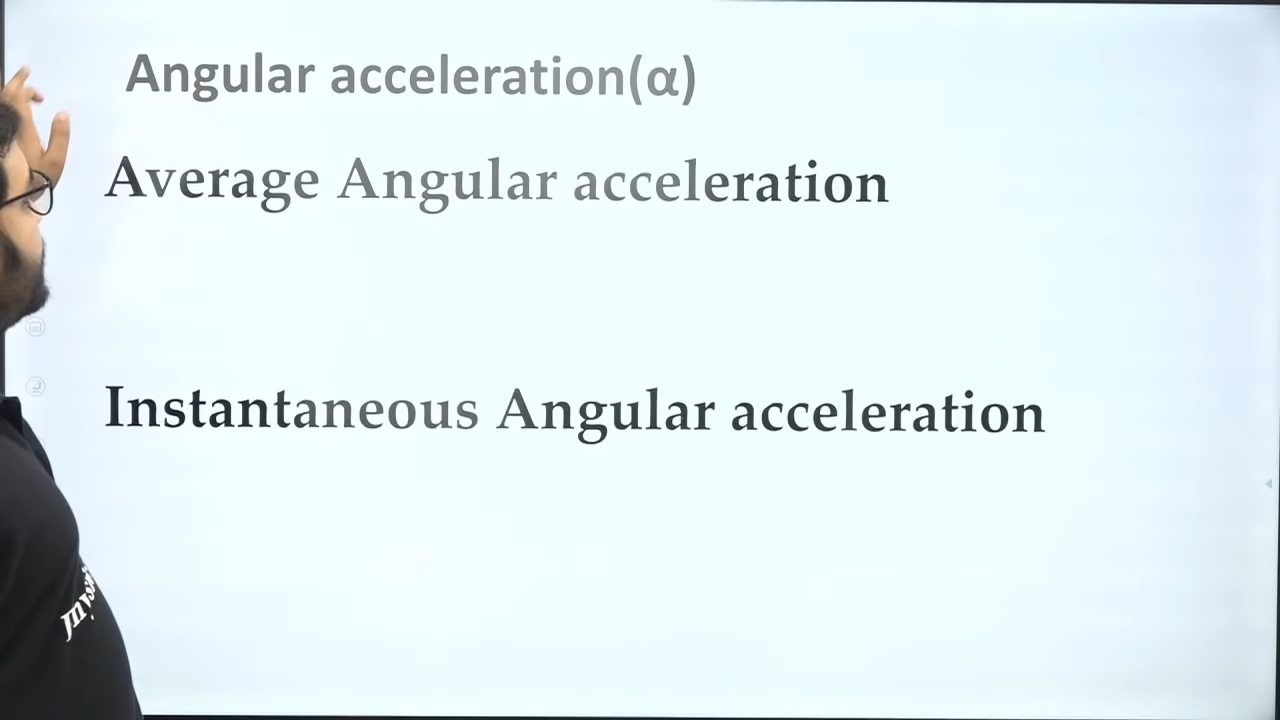 Angular acceleration(α)
Average Angular acceleration
Instantaneous Angular acceleration